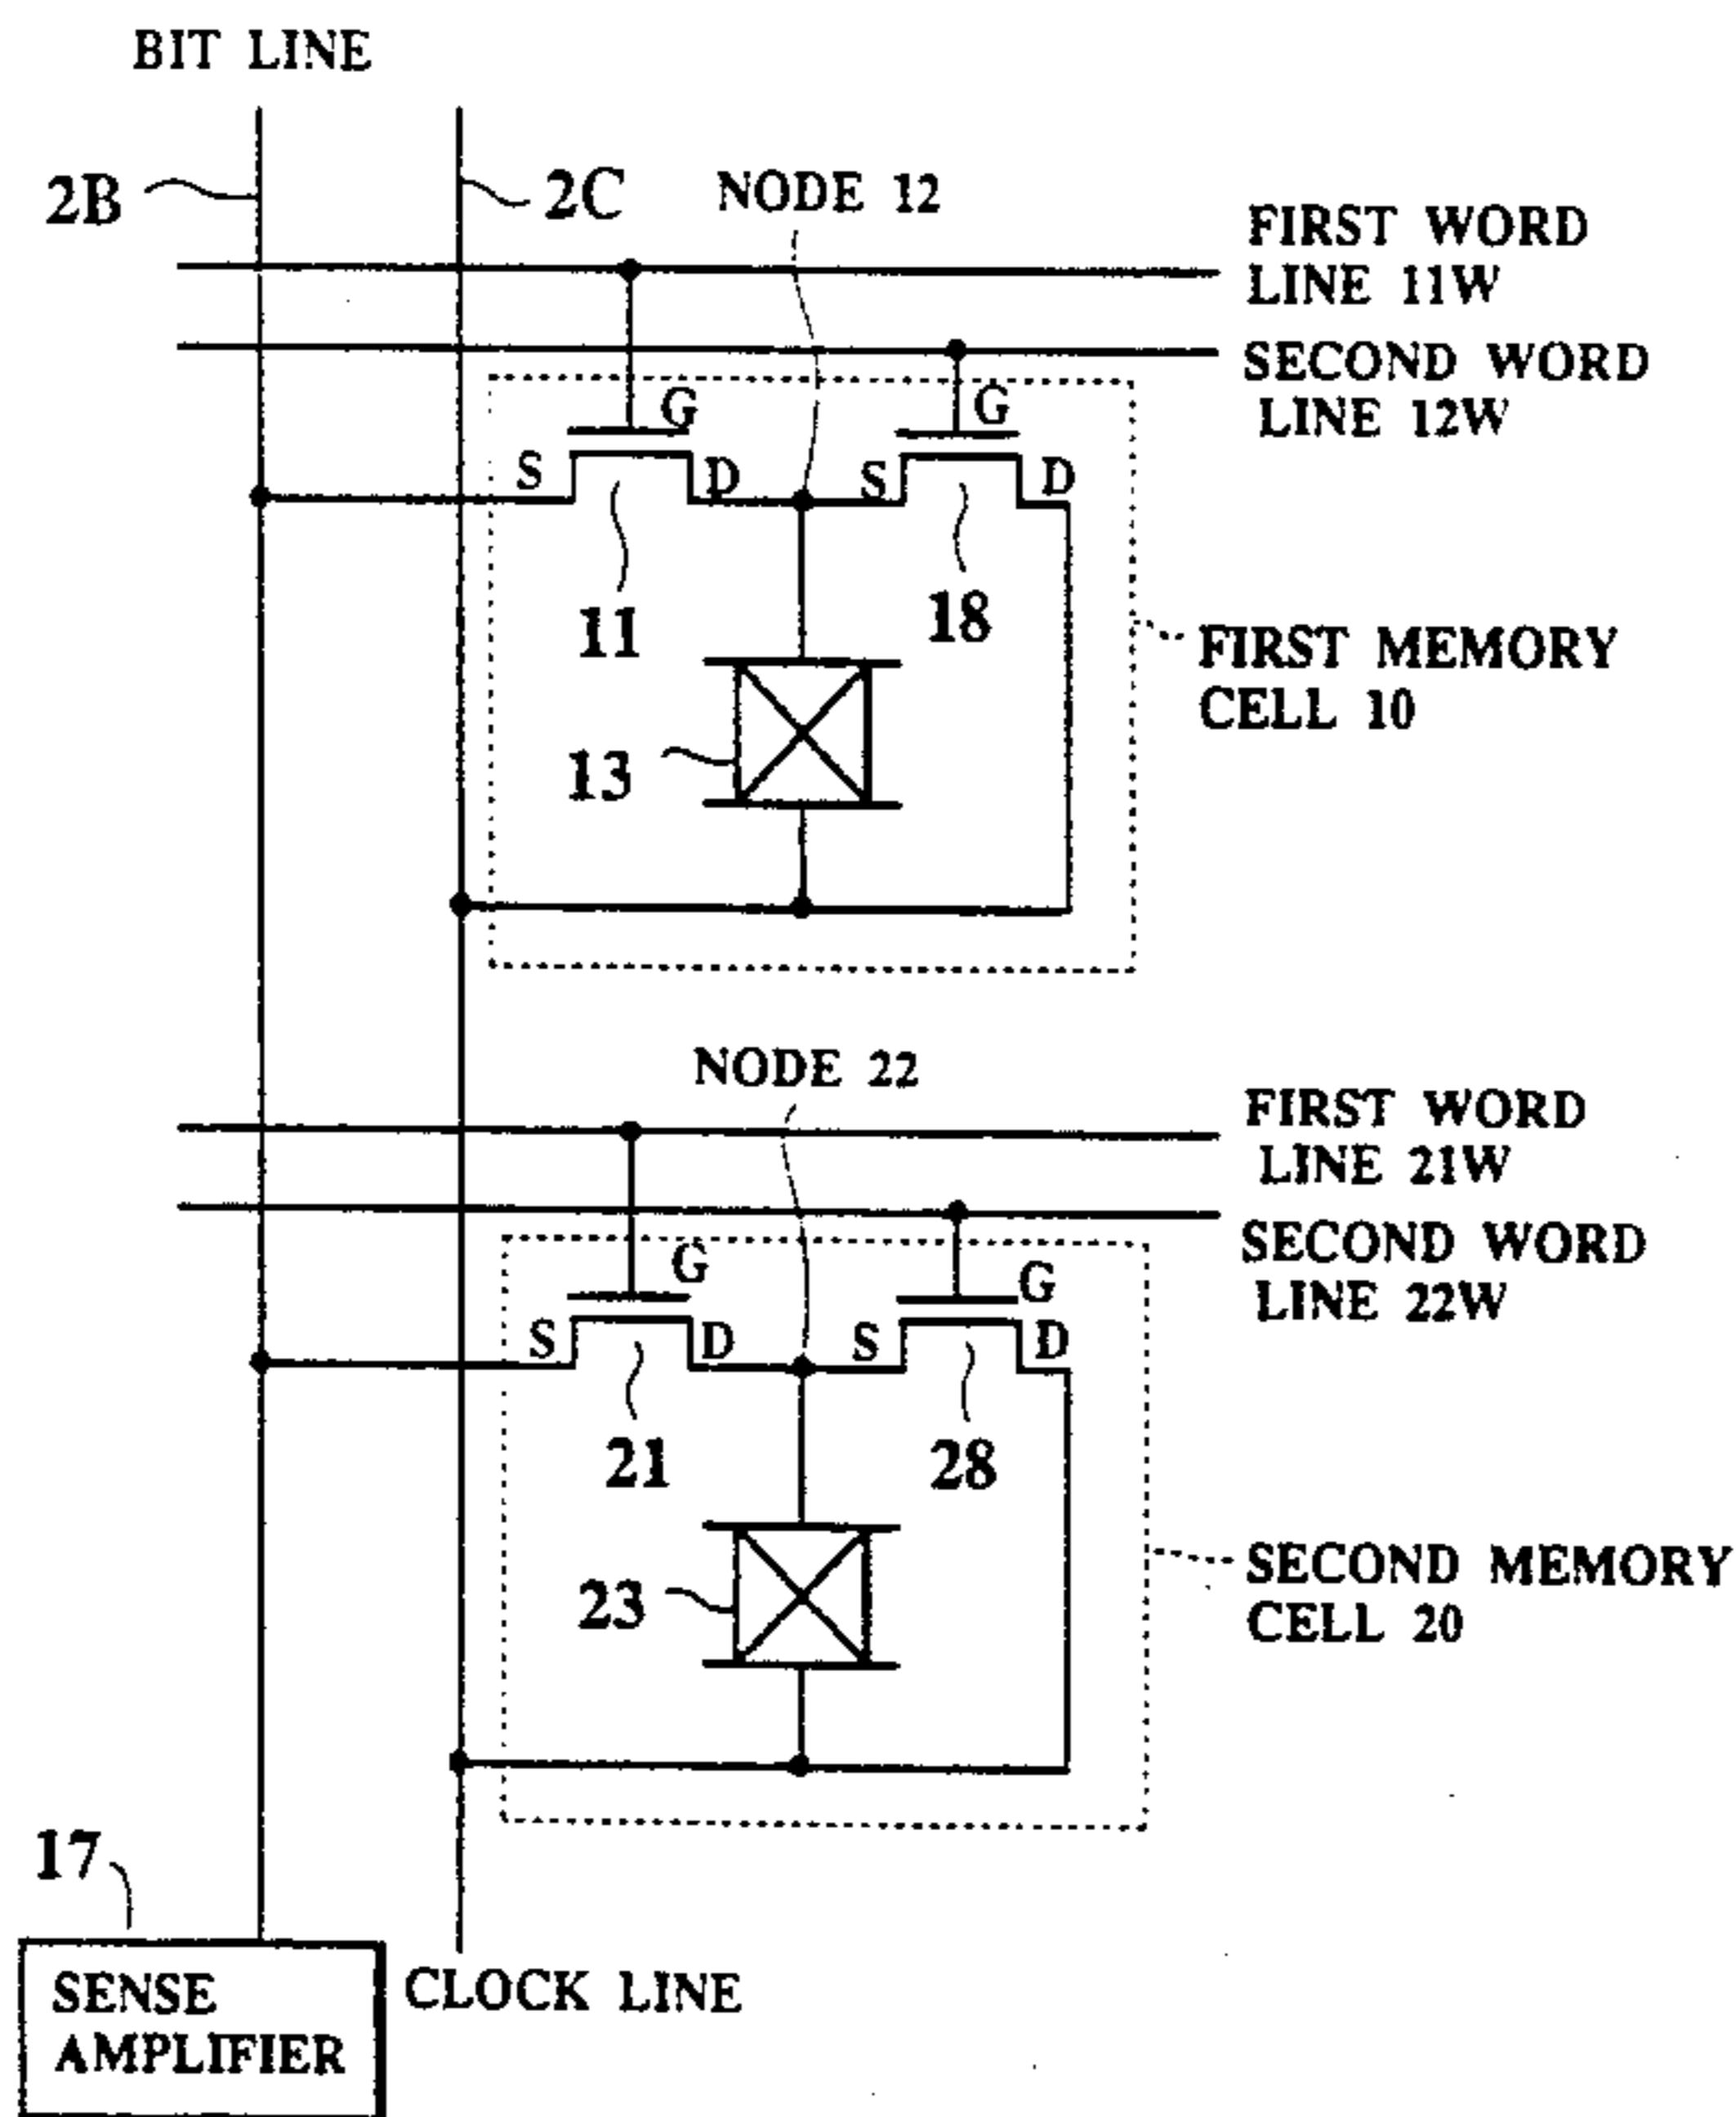 BIT LINE
2B
2C
NODE 12
FIRST WORD
LINE 11W
SECOND WORD
LINE 12W
G
G
S
D
S
D
11
18
FIRST MEMORY
CELL 10
13
NODE 22
FIRST WORD
LINE 21W
SECOND WORD
LINE 22W
G
G
S
D
S
D
21
28
SECOND MEMORY
CELL 20
23
17
SENSE
AMPLIFIER
CLOCK LINE